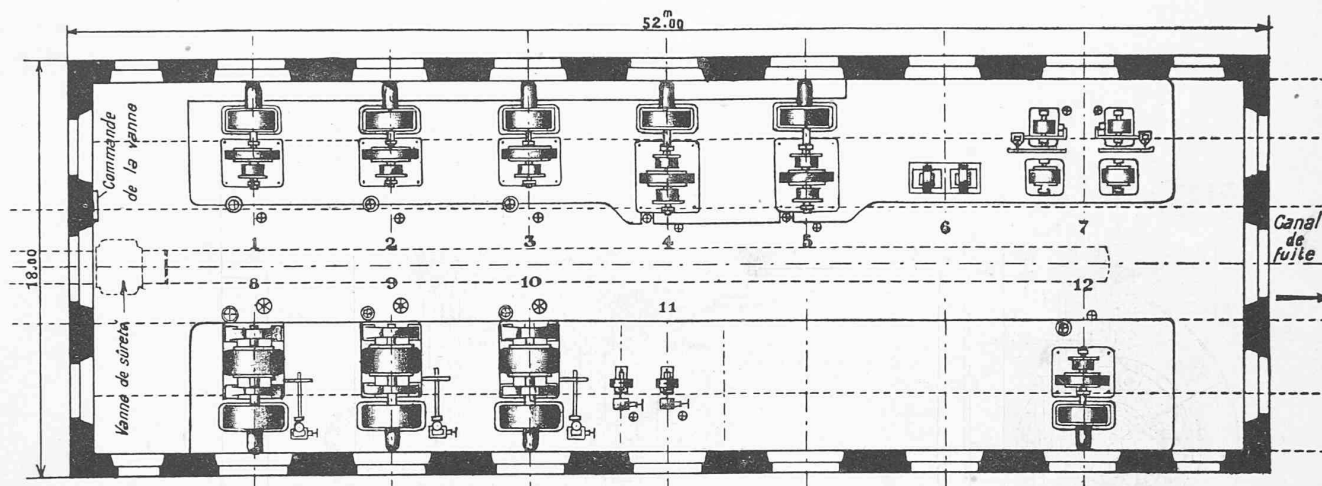 m
52.00
18.00
Commande
de la vanne
Vanne de sûreté
1 2 3 4 5 6 7
8 9 10 11 12
Canal
de
fuite